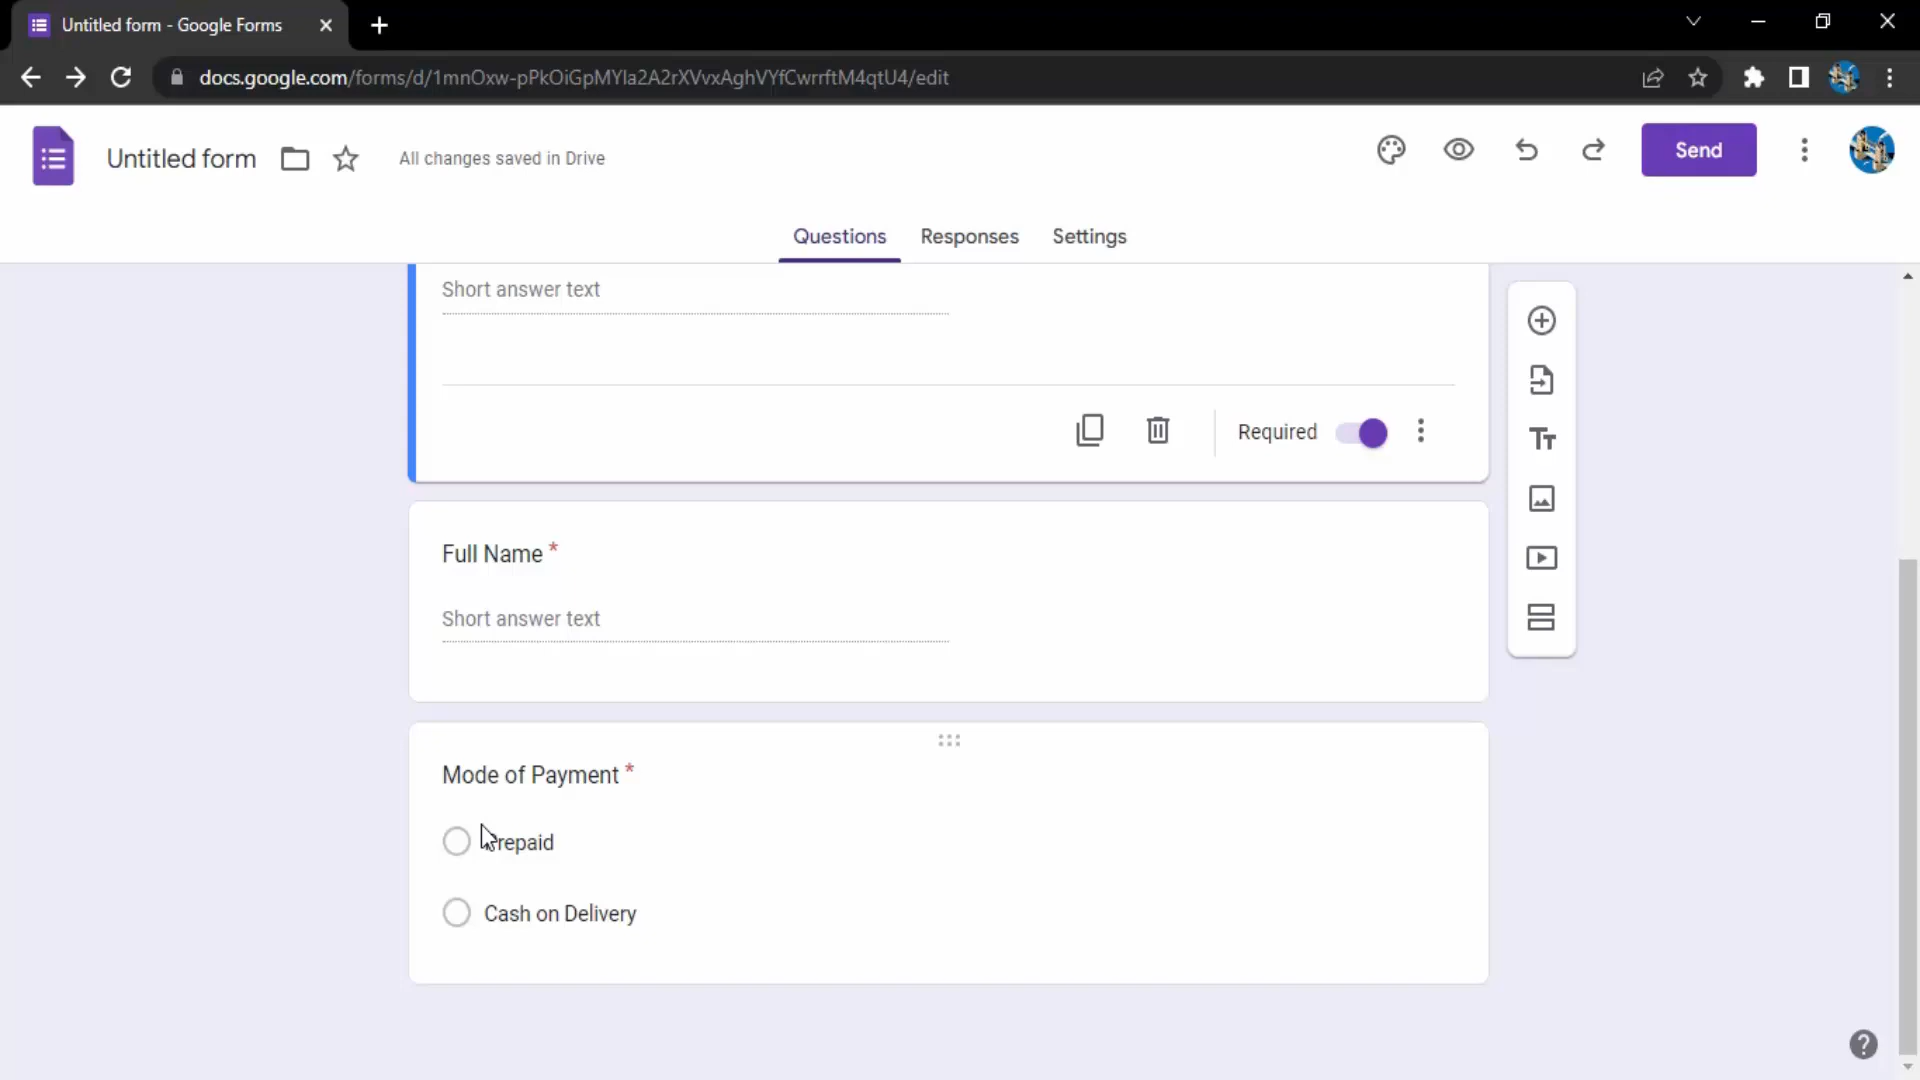 Untitled form - Google Forms
docs.google.com/forms/d/1mnOxw-pPkOiGpMYla2A2rXVvxAghVYfCwrrftM4qtU4/edit
Untitled form
All changes saved in Drive
Send
Questions
Responses
Settings
Short answer text
Required
Full Name *
Short answer text
Mode of Payment *
Prepaid
Cash on Delivery